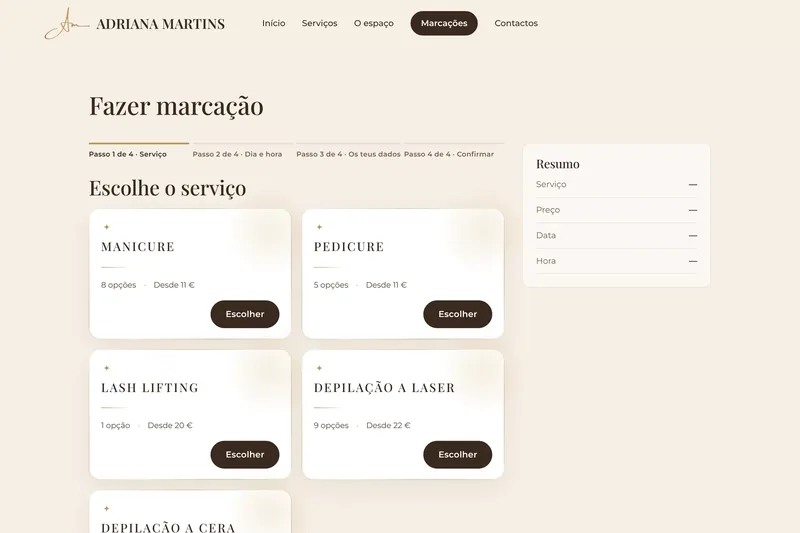 Am ADRIANA MARTINS Início Serviços O espaço Marcações Contactos
Fazer marcação
Passo 1 de 4 · Serviço Passo 2 de 4 · Dia e hora Passo 3 de 4 · Os teus dados Passo 4 de 4 · Confirmar
Escolhe o serviço
MANICURE
8 opções · Desde 11 €
Escolher
PEDICURE
5 opções · Desde 11 €
Escolher
LASH LIFTING
1 opção · Desde 20 €
Escolher
DEPILAÇÃO A LASER
9 opções · Desde 22 €
Escolher
DEPILAÇÃO A CERA
Resumo
Serviço —
Preço —
Data —
Hora —